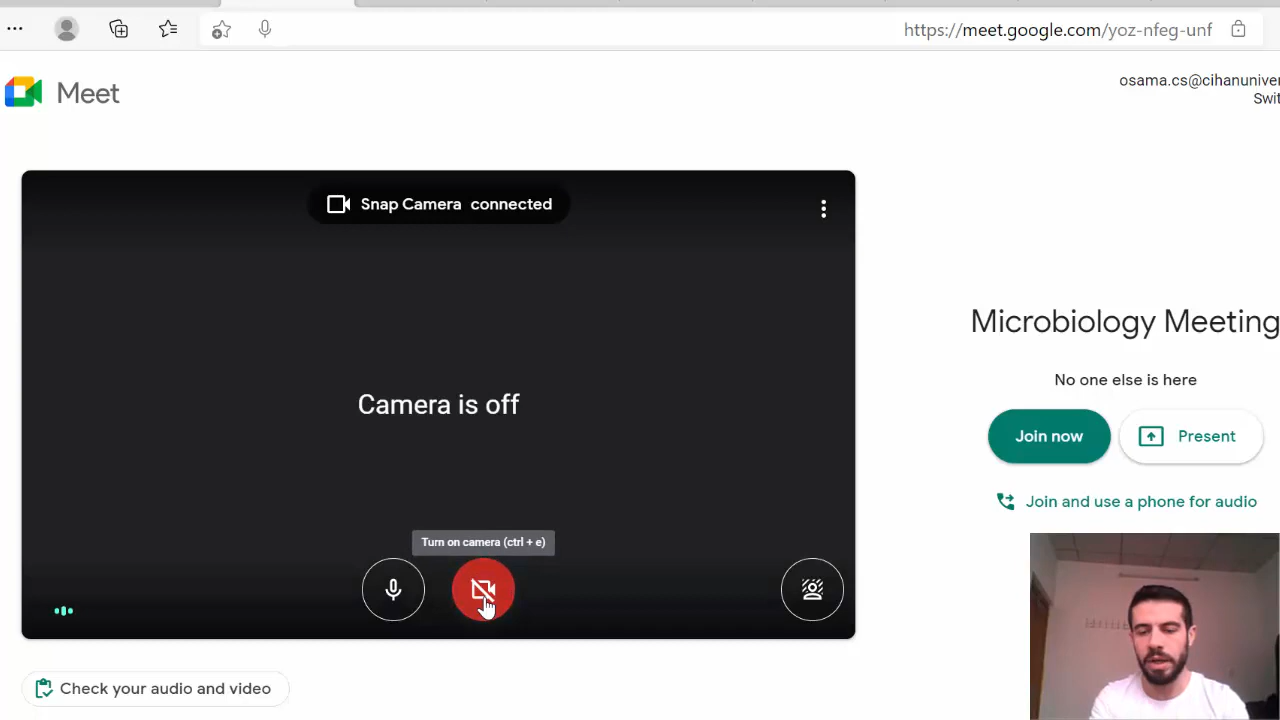 https://meet.google.com/yoz-nfeg-unf
Meet
osama.cs@cihanuniver
Swit
Snap Camera connected
Camera is off
Turn on camera (ctrl + e)
Microbiology Meeting
No one else is here
Join now
Present
Join and use a phone for audio
Check your audio and video